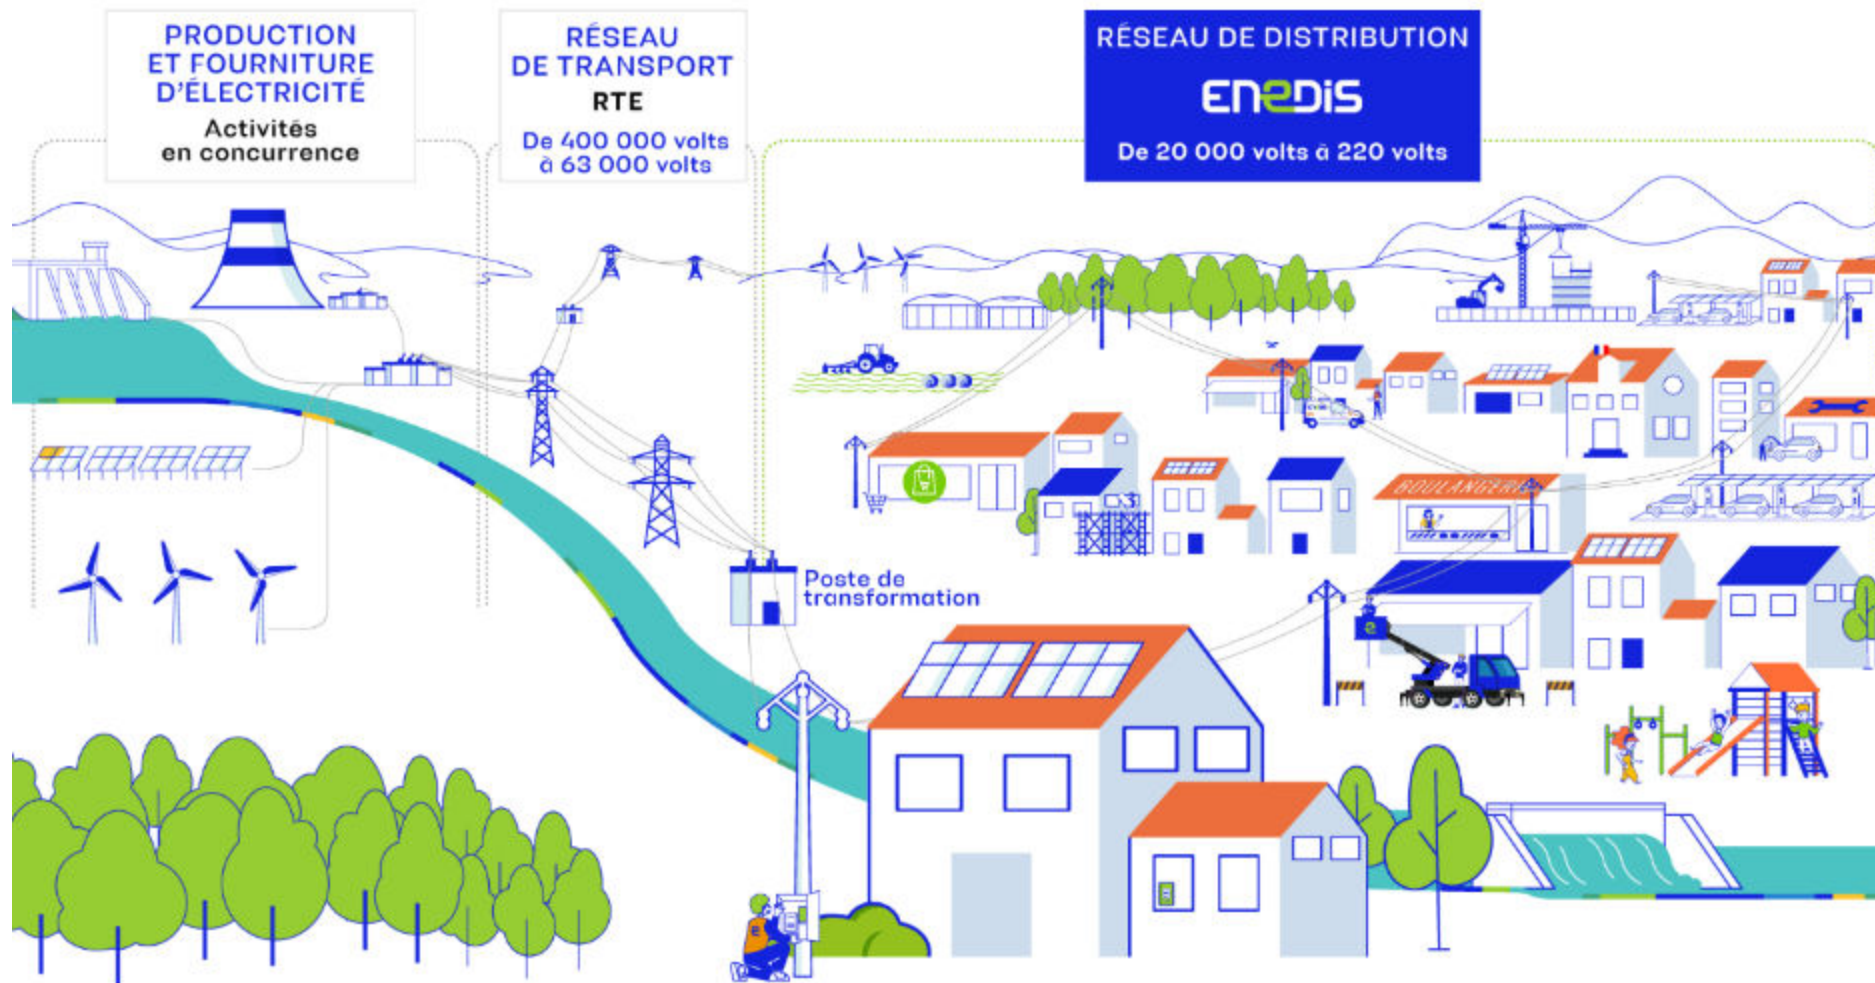 PRODUCTION
ET FOURNITURE
D'ÉLECTRICITÉ
Activités
en concurrence
RÉSEAU
DE TRANSPORT
RTE
De 400 000 volts
à 63 000 volts
RÉSEAU DE DISTRIBUTION
ENEDIS
De 20 000 volts à 220 volts
BOULANGERIE
Poste de
transformation